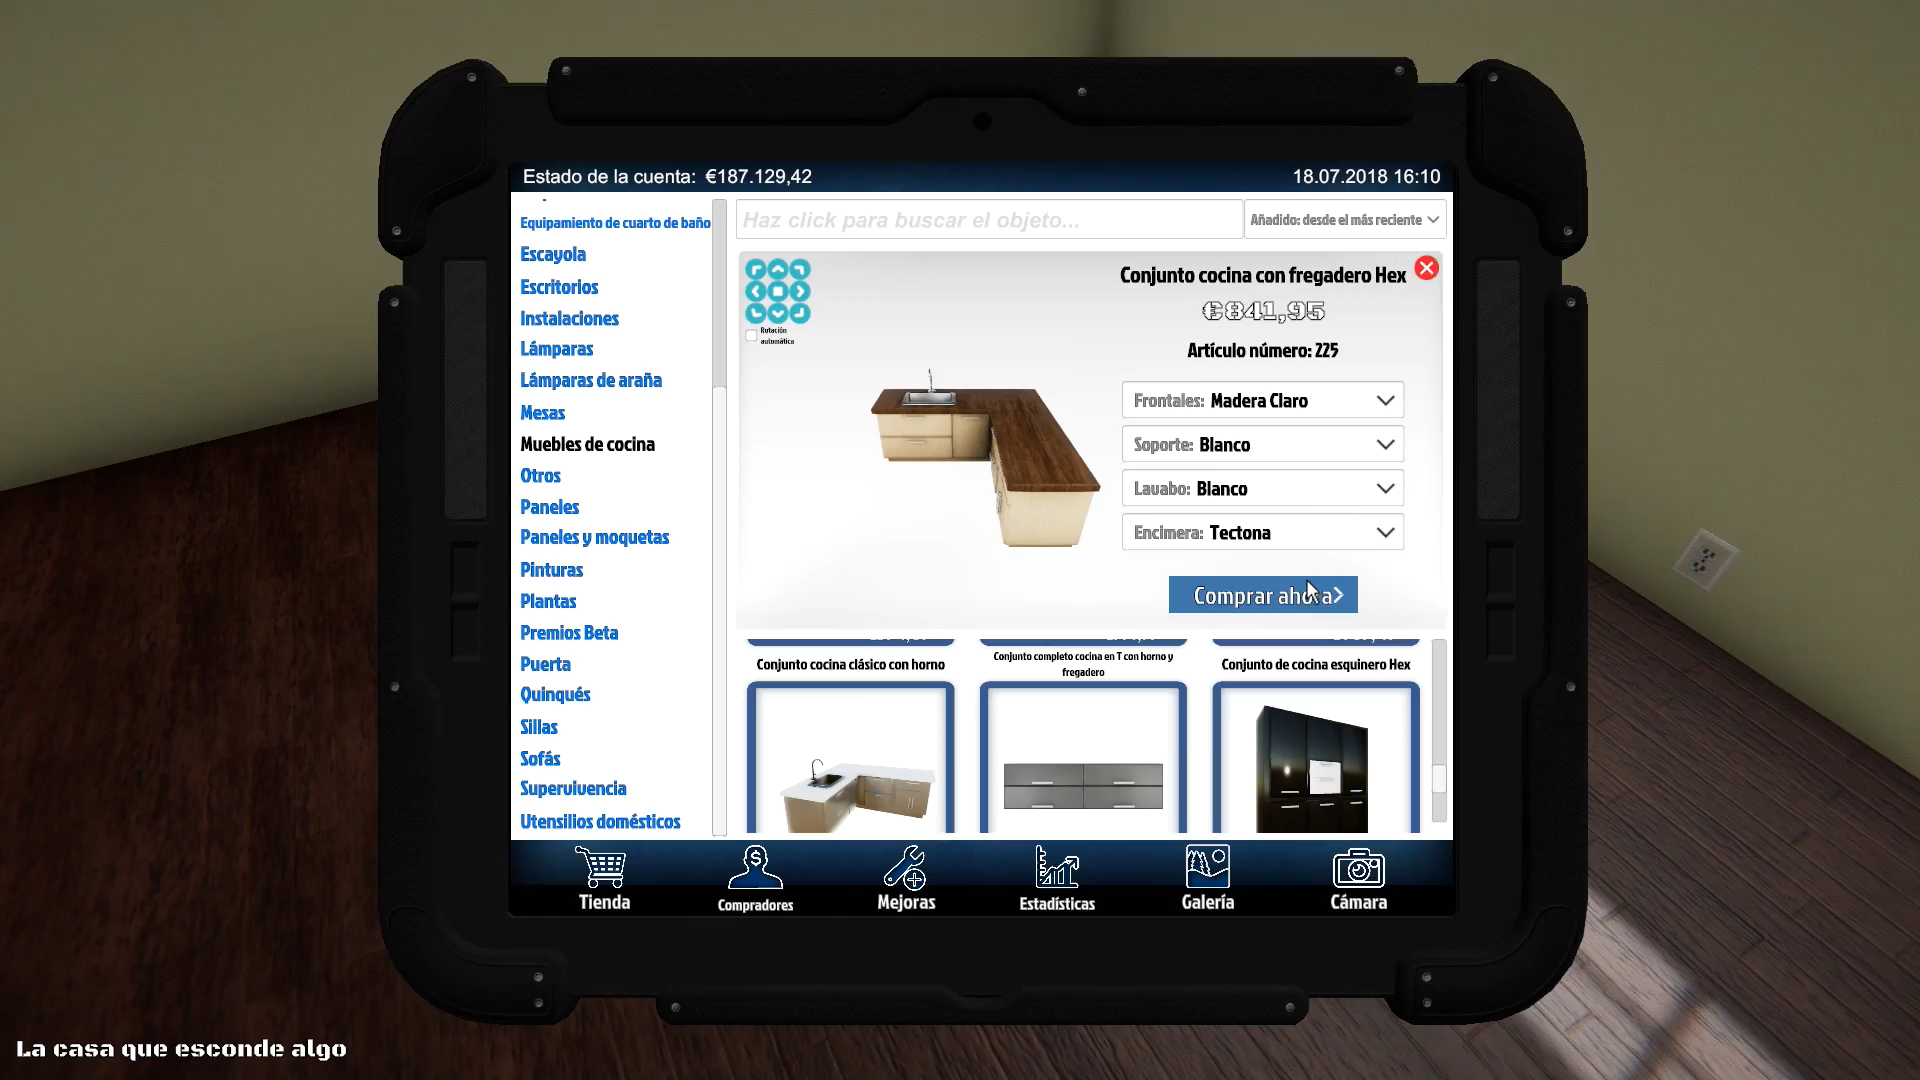 Estado de la cuenta: €187.129,42
18.07.2018 16:10
Equipamiento de cuarto de baño
Escayola
Escritorios
Instalaciones
Lámparas
Lámparas de araña
Mesas
Muebles de cocina
Otros
Paneles
Paneles y moquetas
Pinturas
Plantas
Premios Beta
Puerta
Quinqués
Sillas
Sofás
Supervivencia
Utensilios domésticos
Haz click para buscar el objeto...
Añadido: desde el más reciente
Rotación
automática
Conjunto cocina con fregadero Hex
€841,95
Artículo número: 225
Frontales: Madera Claro
Soporte: Blanco
Lavabo: Blanco
Encimera: Tectona
Comprar ahora
Conjunto cocina clásico con horno
Conjunto completo cocina en T con horno y
fregadero
Conjunto de cocina esquinero Hex
Tienda
Compradores
Mejoras
Estadísticas
Galería
Cámara
La casa que esconde algo